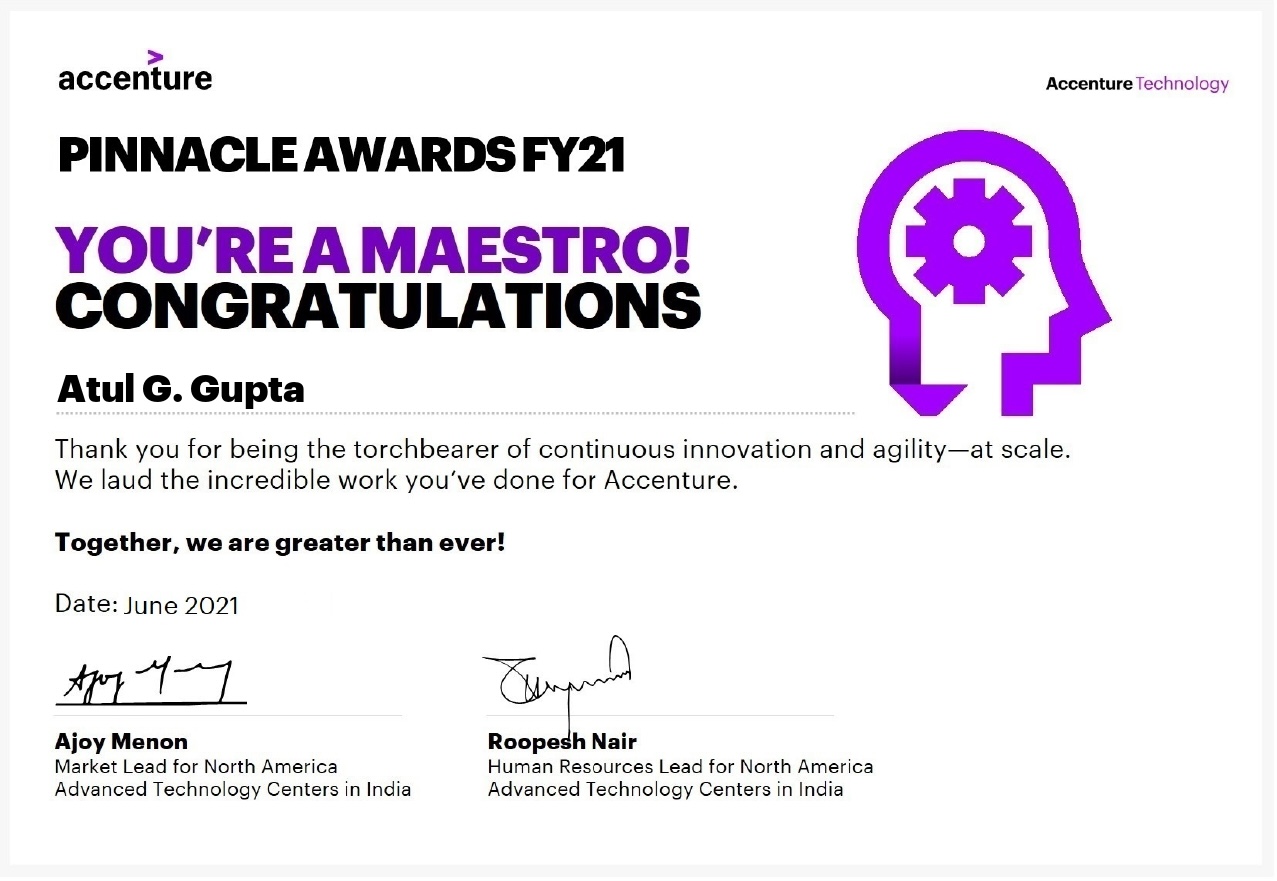 accenture
Accenture Technology
PINNACLE AWARDS FY21
YOU'RE A MAESTRO!
CONGRATULATIONS
Atul G. Gupta
Thank you for being the torchbearer of continuous innovation and agility—at scale.
We laud the incredible work you've done for Accenture.
Together, we are greater than ever!
Date: June 2021
Ajoy Menon
Market Lead for North America
Advanced Technology Centers in India
Roopesh Nair
Human Resources Lead for North America
Advanced Technology Centers in India